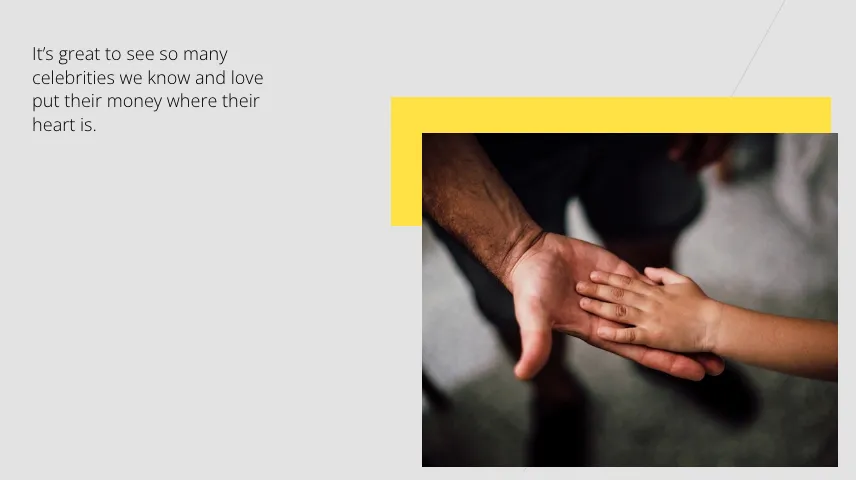 It’s great to see so many
celebrities we know and love
put their money where their
heart is.